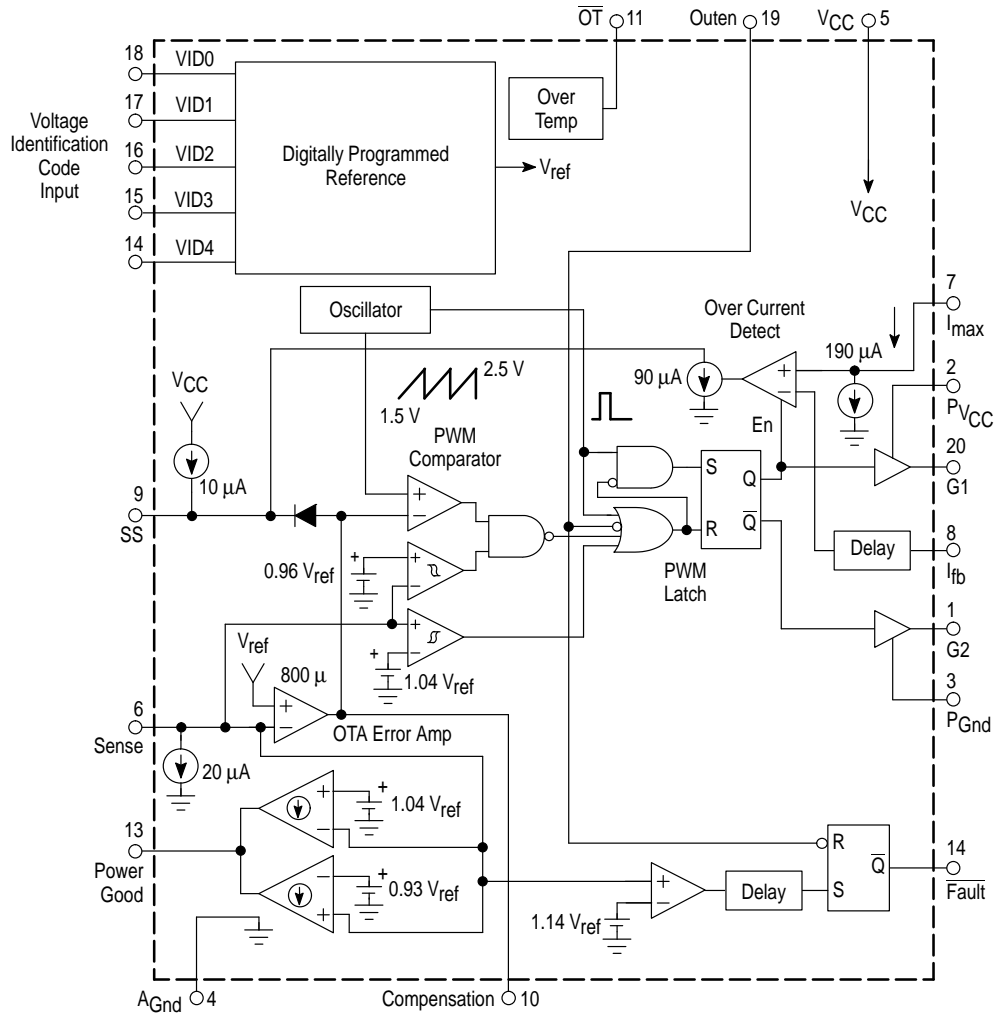 OT 11
Outen 19
VCC 5
18 VID0
17 VID1
16 VID2
15 VID3
14 VID4
Voltage
Identification
Code
Input
Digitally Programmed
Reference
Vref
Over
Temp
VCC
Oscillator
Over Current
Detect
7
Imax
190 µA
90 µA
2
PVCC
En
20
G1
2.5 V
1.5 V
VCC
10 µA
PWM
Comparator
9
SS
+
−
S
Q
R
Q
PWM
Latch
Delay
8
Ifb
+
0.96 Vref
+
−
+
−
+
1.04 Vref
1
G2
3
PGnd
Vref
800 µ
+
−
OTA Error Amp
6
Sense
20 µA
+
−
+
1.04 Vref
13
Power
Good
−
+
+
0.93 Vref
+
−
1.14 Vref
Delay
R
S
Q
14
Fault
AGnd 4
Compensation 10
+
−